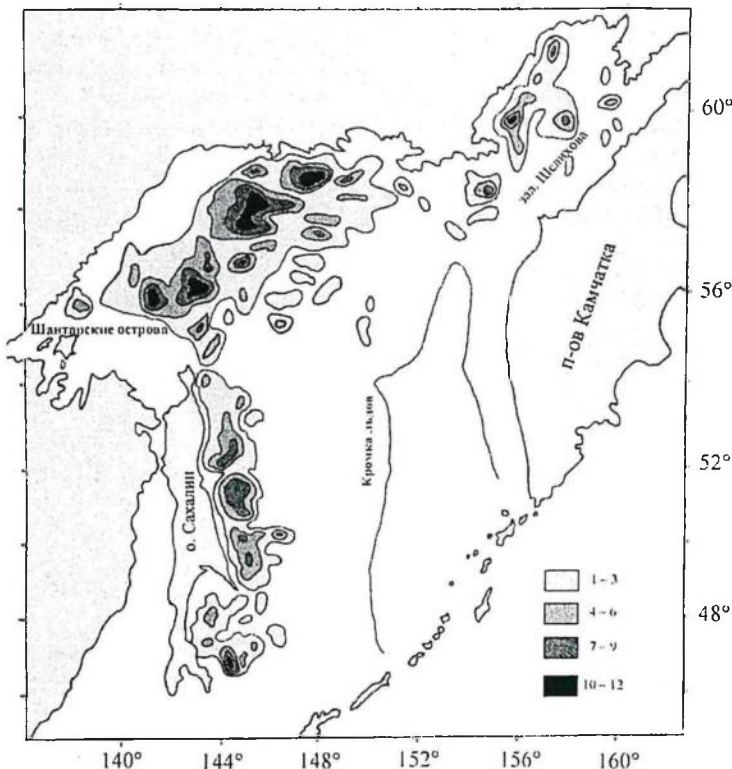 60°
зал. Шелихова
56°
Шантарские острова
п-ов Камчатка
Кромка льдов
52°
о. Сахалин
1–3
4–6
7–9
10–12
48°
140° 144° 148° 152° 156° 160°